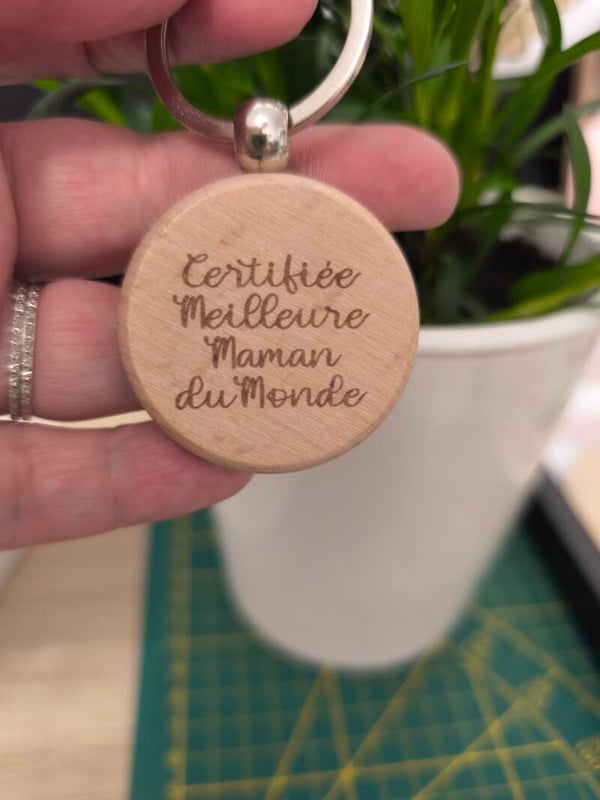 Certifiée
Meilleure
Maman
du Monde